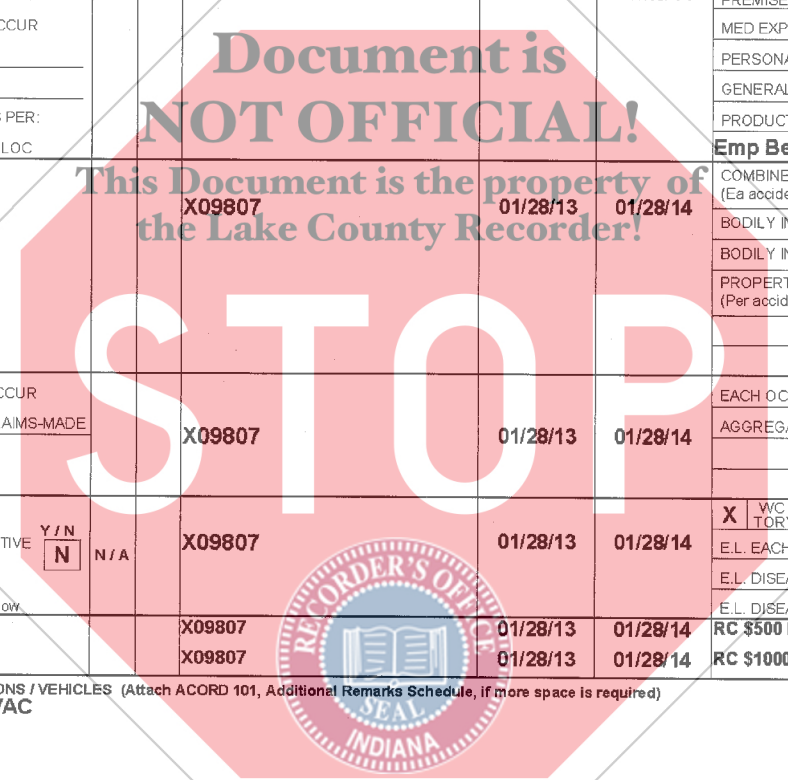 PREMISE
CCUR
MED EXP
Document is
PERSONA
GENERAL
NOT OFFICIAL!
S PER:
PRODUCT
LOC
Emp Be
This Document is the property of
COMBINE
(Ea accide
X09807 01/28/13 01/28/14
the Lake County Recorder!
BODILY IN
BODILY IN
PROPERT
(Per accid
STOP
CCUR
EACH OC
AIMS-MADE
X09807 01/28/13 01/28/14
AGGREGA
X WC
TORY
Y / N
TIVE N N / A
X09807 01/28/13 01/28/14
E.L. EACH
E.L. DISEA
ow
E.L. DISEA
X09807 01/28/13 01/28/14 RC $500
X09807 01/28/13 01/28/14 RC $1000
RECORDER'S OFFICE
SEAL
INDIANA
ONS / VEHICLES (Attach ACORD 101, Additional Remarks Schedule, if more space is required)
VAC